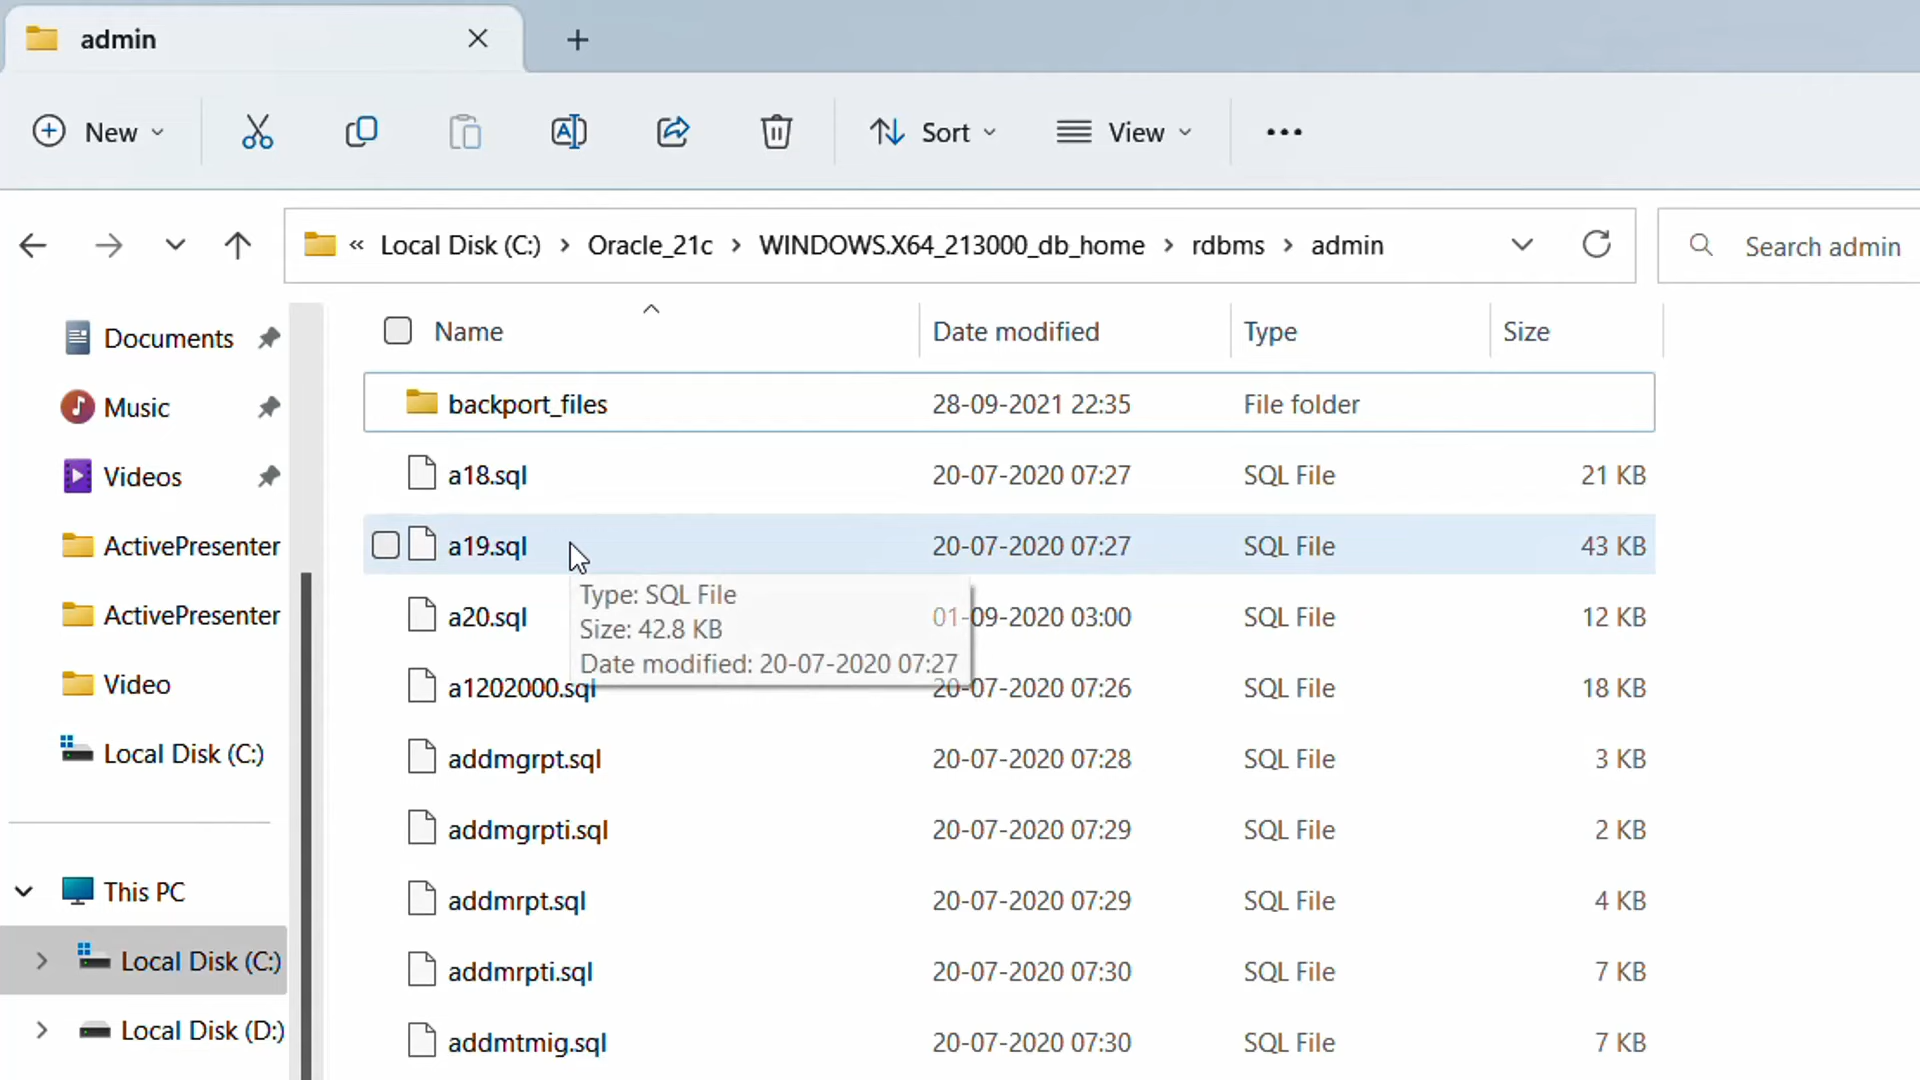 admin
New
Sort
View
« Local Disk (C:) > Oracle_21c > WINDOWS.X64_213000_db_home > rdbms > admin
Search admin
Documents
Music
Videos
ActivePresenter
ActivePresenter
Video
Local Disk (C:)
This PC
Local Disk (C:)
Local Disk (D:)
Name Date modified Type Size
backport_files 28-09-2021 22:35 File folder
a18.sql 20-07-2020 07:27 SQL File 21 KB
a19.sql 20-07-2020 07:27 SQL File 43 KB
Type: SQL File
Size: 42.8 KB
Date modified: 20-07-2020 07:27
a20.sql 01-09-2020 03:00 SQL File 12 KB
a1202000.sql 20-07-2020 07:26 SQL File 18 KB
addmgrpt.sql 20-07-2020 07:28 SQL File 3 KB
addmgrpti.sql 20-07-2020 07:29 SQL File 2 KB
addmrpt.sql 20-07-2020 07:29 SQL File 4 KB
addmrpti.sql 20-07-2020 07:30 SQL File 7 KB
addmtmig.sql 20-07-2020 07:30 SQL File 7 KB